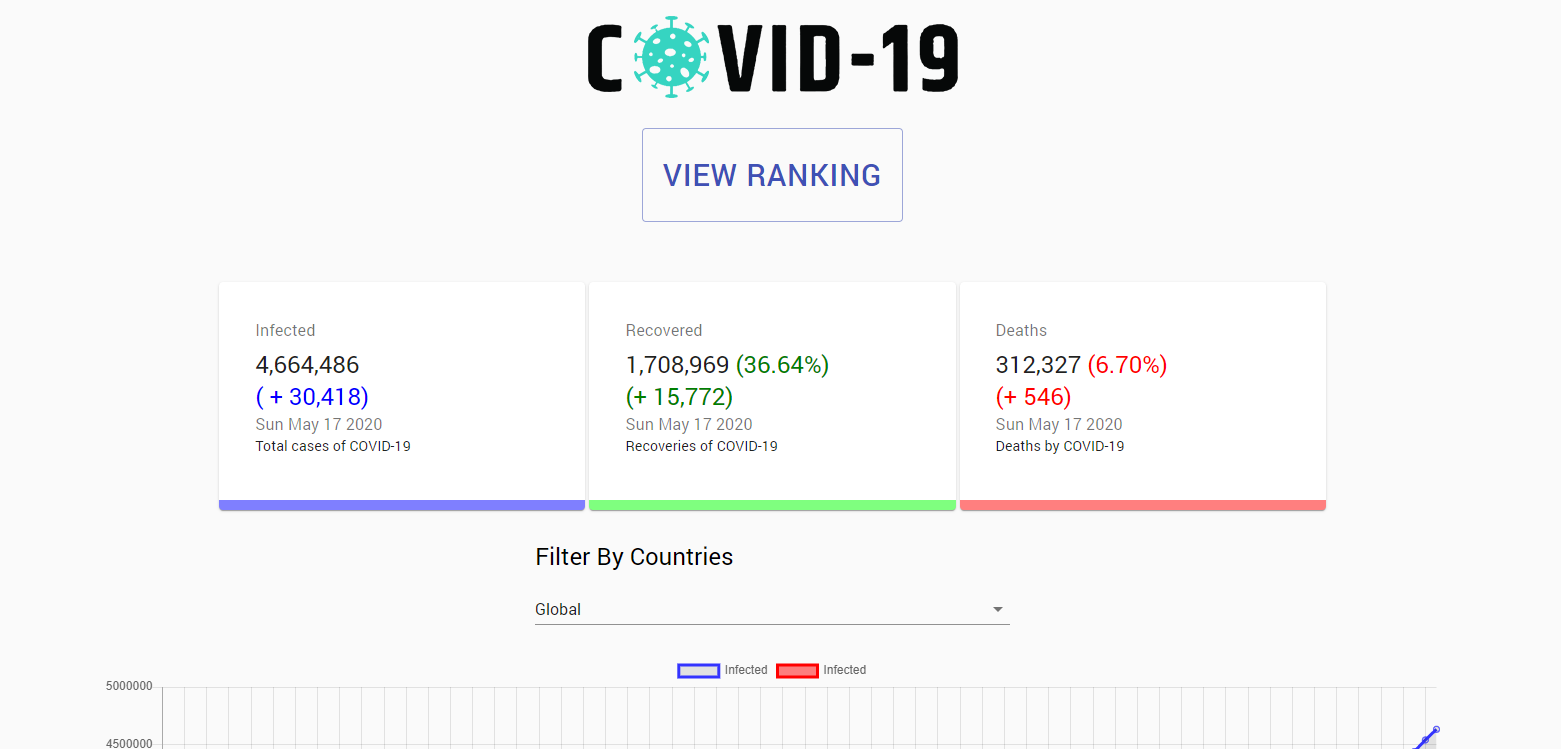 COVID-19
VIEW RANKING
Infected
4,664,486
( + 30,418)
Sun May 17 2020
Total cases of COVID-19
Recovered
1,708,969 (36.64%)
(+ 15,772)
Sun May 17 2020
Recoveries of COVID-19
Deaths
312,327 (6.70%)
(+ 546)
Sun May 17 2020
Deaths by COVID-19
Filter By Countries
Global
Infected Infected
5000000
4500000